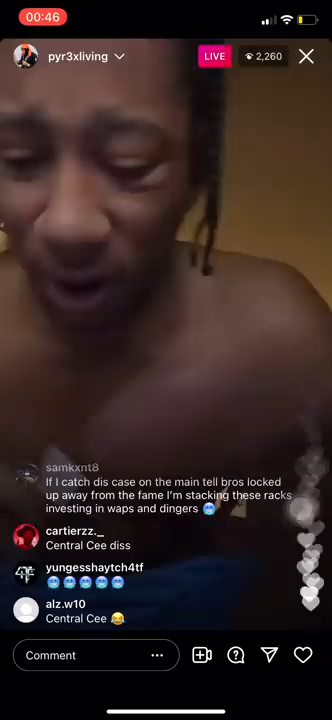 00:46
pyr3xliving
LIVE
2,260
samkxnt8
If I catch dis case on the main tell bros locked
up away from the fame I'm stacking these racks
investing in waps and dingers 🥶
cartierzz._
Central Cee diss
yungesshaytch4tf
🥶🥶🥶🥶🥶
alz.w10
Central Cee 😂
Comment